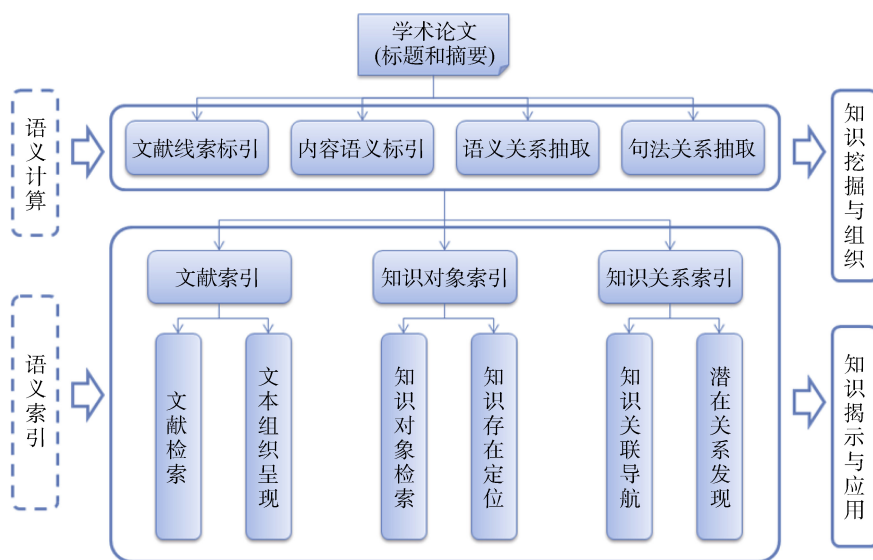 学术论文
(标题和摘要)
语义计算
文献线索标引
内容语义标引
语义关系抽取
句法关系抽取
知识挖掘与组织
文献索引
知识对象索引
知识关系索引
语义索引
文献检索
文本组织呈现
知识对象检索
知识存在定位
知识关联导航
潜在关系发现
知识揭示与应用